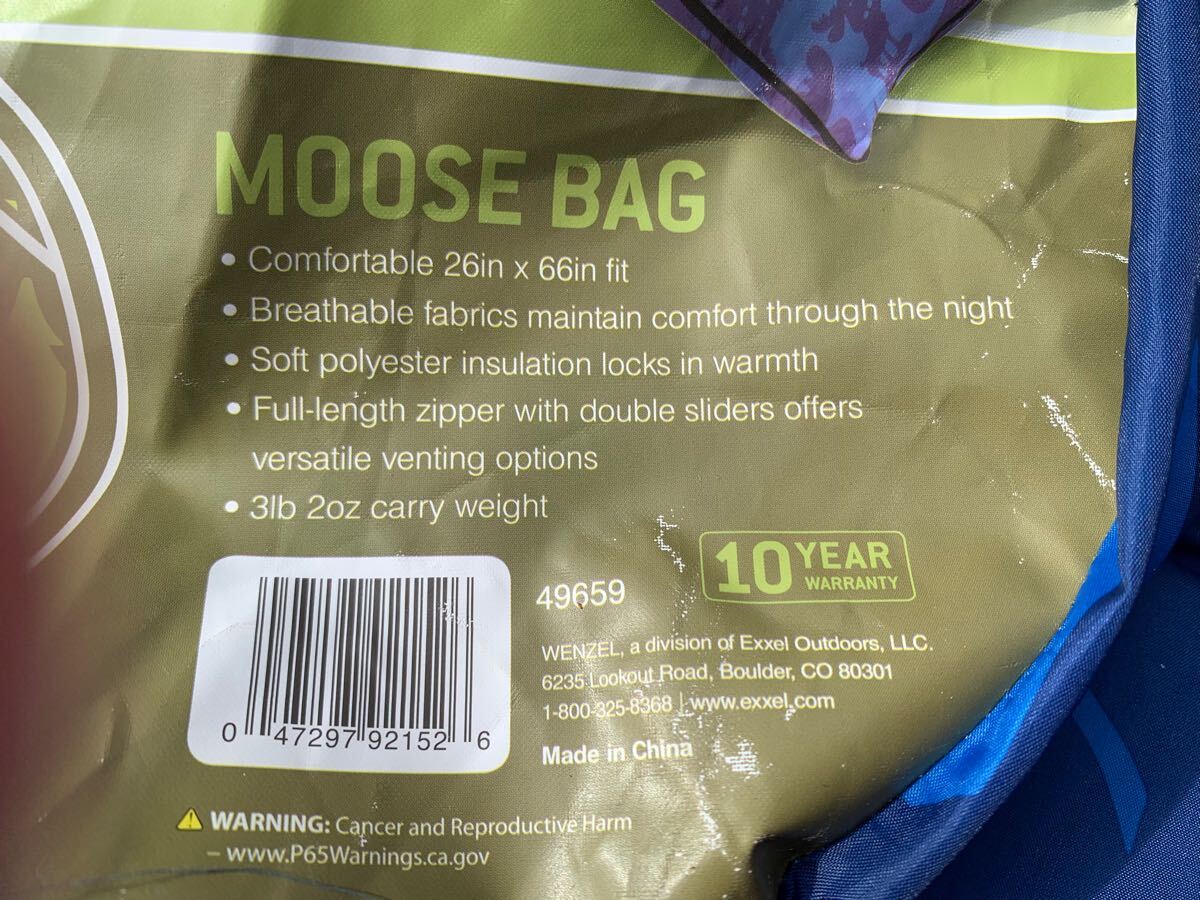 MOOSE BAG
• Comfortable 26in x 66in fit
• Breathable fabrics maintain comfort through the night
• Soft polyester insulation locks in warmth
• Full-length zipper with double sliders offers
versatile venting options
• 3lb 2oz carry weight
10 YEAR
WARRANTY
49659
WENZEL, a division of Exxel Outdoors, LLC.
6235 Lookout Road, Boulder, CO 80301
1-800-325-8368 | www.exxel.com
Made in China
0 47297 92152 6
⚠ WARNING: Cancer and Reproductive Harm
– www.P65Warnings.ca.gov